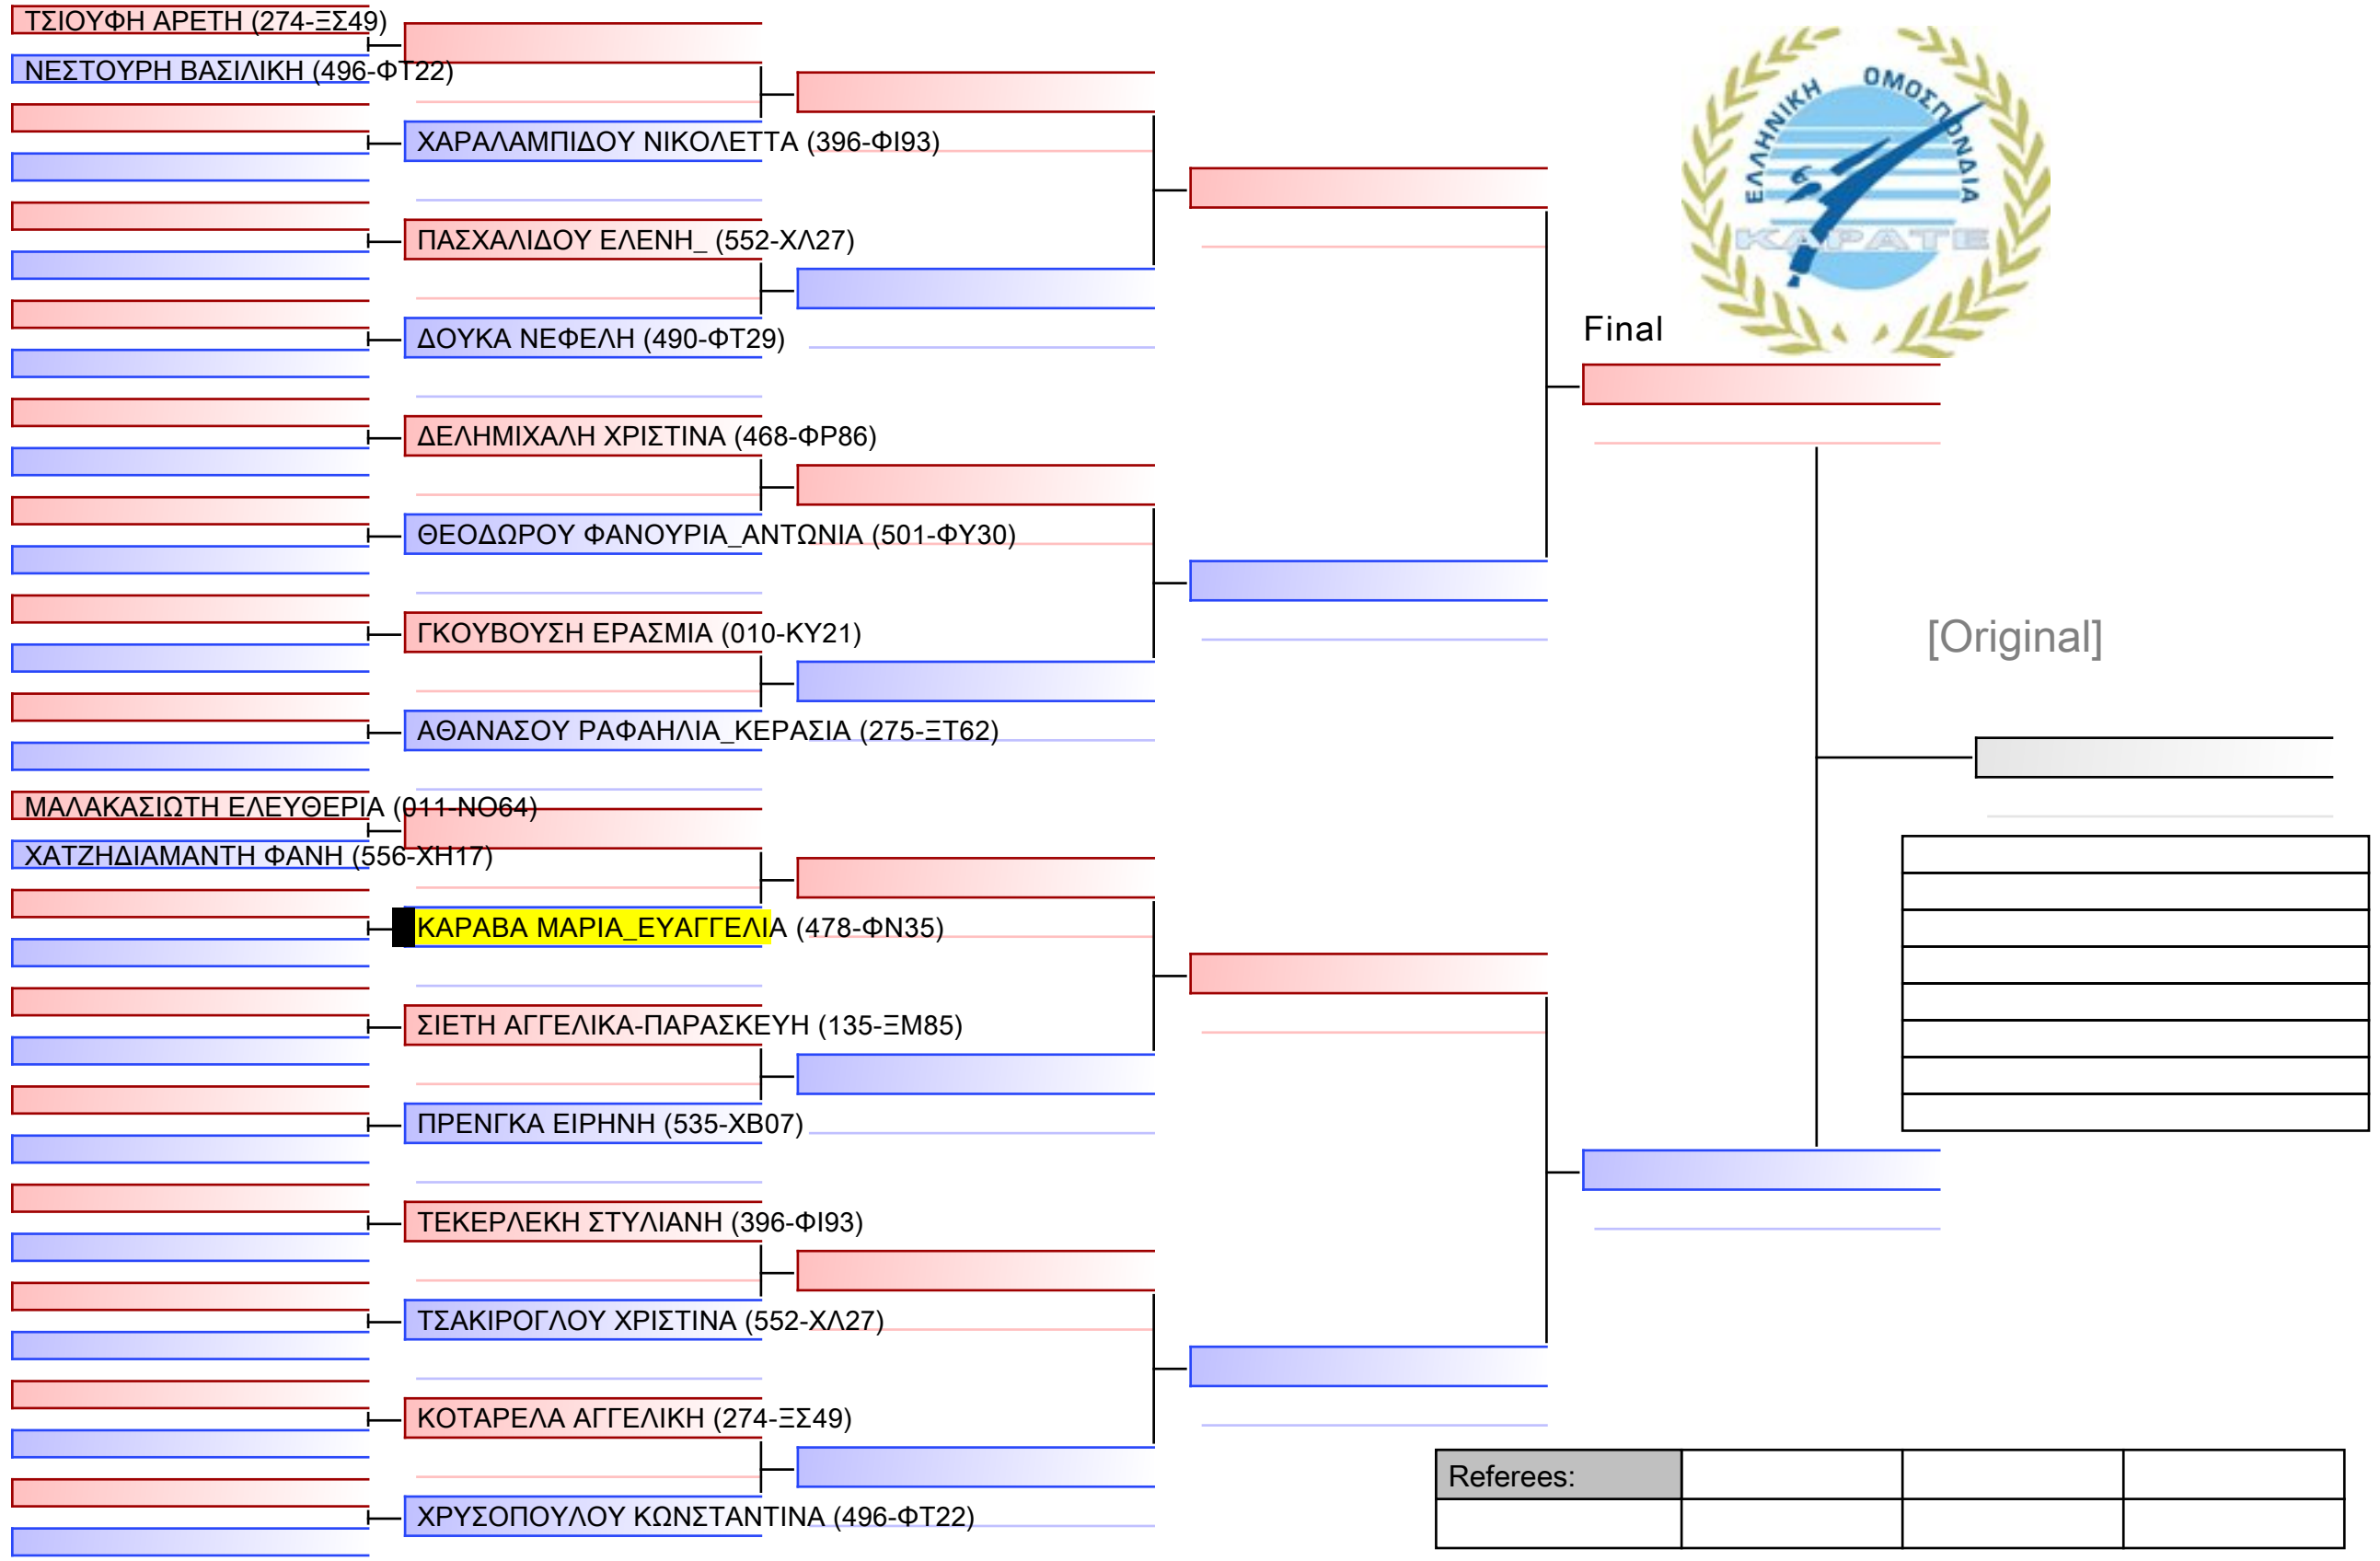 ΤΣΙΟΥΦΗ ΑΡΕΤΗ (274-ΞΣ49)
ΝΕΣΤΟΥΡΗ ΒΑΣΙΛΙΚΗ (496-ΦΤ22)
ΧΑΡΑΛΑΜΠΙΔΟΥ ΝΙΚΟΛΕΤΤΑ (396-ΦΙ93)
ΠΑΣΧΑΛΙΔΟΥ ΕΛΕΝΗ_ (552-ΧΛ27)
ΔΟΥΚΑ ΝΕΦΕΛΗ (490-ΦΤ29)
ΔΕΛΗΜΙΧΑΛΗ ΧΡΙΣΤΙΝΑ (468-ΦΡ86)
ΘΕΟΔΩΡΟΥ ΦΑΝΟΥΡΙΑ_ΑΝΤΩΝΙΑ (501-ΦΥ30)
ΓΚΟΥΒΟΥΣΗ ΕΡΑΣΜΙΑ (010-ΚΥ21)
ΑΘΑΝΑΣΟΥ ΡΑΦΑΗΛΙΑ_ΚΕΡΑΣΙΑ (275-ΞΤ62)
ΜΑΛΑΚΑΣΙΩΤΗ ΕΛΕΥΘΕΡΙΑ (011-ΝΟ64)
ΧΑΤΖΗΔΙΑΜΑΝΤΗ ΦΑΝΗ (556-ΧΗ17)
ΚΑΡΑΒΑ ΜΑΡΙΑ_ΕΥΑΓΓΕΛΙΑ (478-ΦΝ35)
ΣΙΕΤΗ ΑΓΓΕΛΙΚΑ-ΠΑΡΑΣΚΕΥΗ (135-ΞΜ85)
ΠΡΕΝΓΚΑ ΕΙΡΗΝΗ (535-ΧΒ07)
ΤΕΚΕΡΛΕΚΗ ΣΤΥΛΙΑΝΗ (396-ΦΙ93)
ΤΣΑΚΙΡΟΓΛΟΥ ΧΡΙΣΤΙΝΑ (552-ΧΛ27)
ΚΟΤΑΡΕΛΑ ΑΓΓΕΛΙΚΗ (274-ΞΣ49)
ΧΡΥΣΟΠΟΥΛΟΥ ΚΩΝΣΤΑΝΤΙΝΑ (496-ΦΤ22)
ΕΛΛΗΝΙΚΗ ΟΜΟΣΠΟΝΔΙΑ
ΚΑΡΑΤΕ
Final
[Original]
Referees: